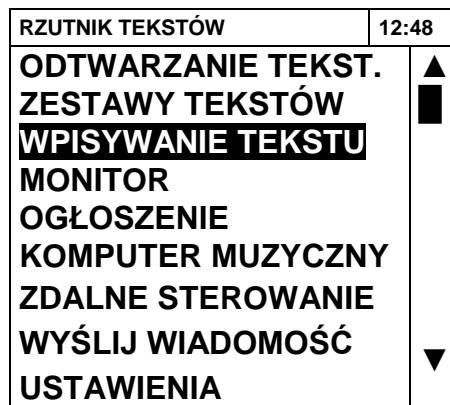 RZUTNIK TEKSTÓW 12:48
ODTWARZANIE TEKST.
ZESTAWY TEKSTÓW
WPISYWANIE TEKSTU
MONITOR
OGŁOSZENIE
KOMPUTER MUZYCZNY
ZDALNE STEROWANIE
WYŚLIJ WIADOMOŚĆ
USTAWIENIA